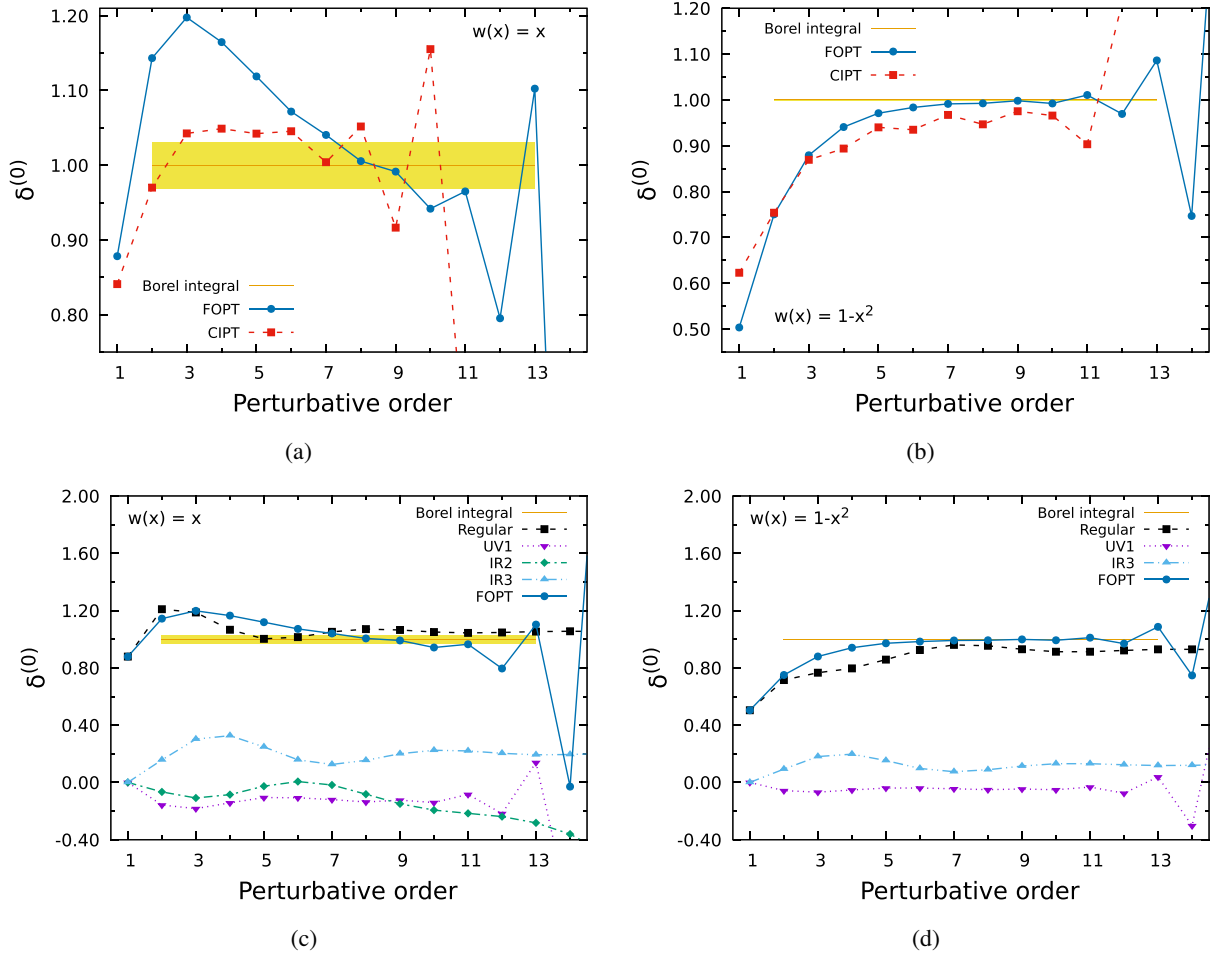 1.20
1.10
1.00
0.90
0.80
δ(0)
w(x) = x
Borel integral
FOPT
CIPT
1 3 5 7 9 11 13
Perturbative order
(a)
1.20
1.10
1.00
0.90
0.80
0.70
0.60
0.50
δ(0)
Borel integral
FOPT
CIPT
w(x) = 1-x2
1 3 5 7 9 11 13
Perturbative order
(b)
2.00
1.60
1.20
0.80
0.40
0.00
-0.40
δ(0)
w(x) = x
Borel integral
Regular
UV1
IR2
IR3
FOPT
1 3 5 7 9 11 13
Perturbative order
(c)
2.00
1.60
1.20
0.80
0.40
0.00
-0.40
δ(0)
w(x) = 1-x2
Borel integral
Regular
UV1
IR3
FOPT
1 3 5 7 9 11 13
Perturbative order
(d)